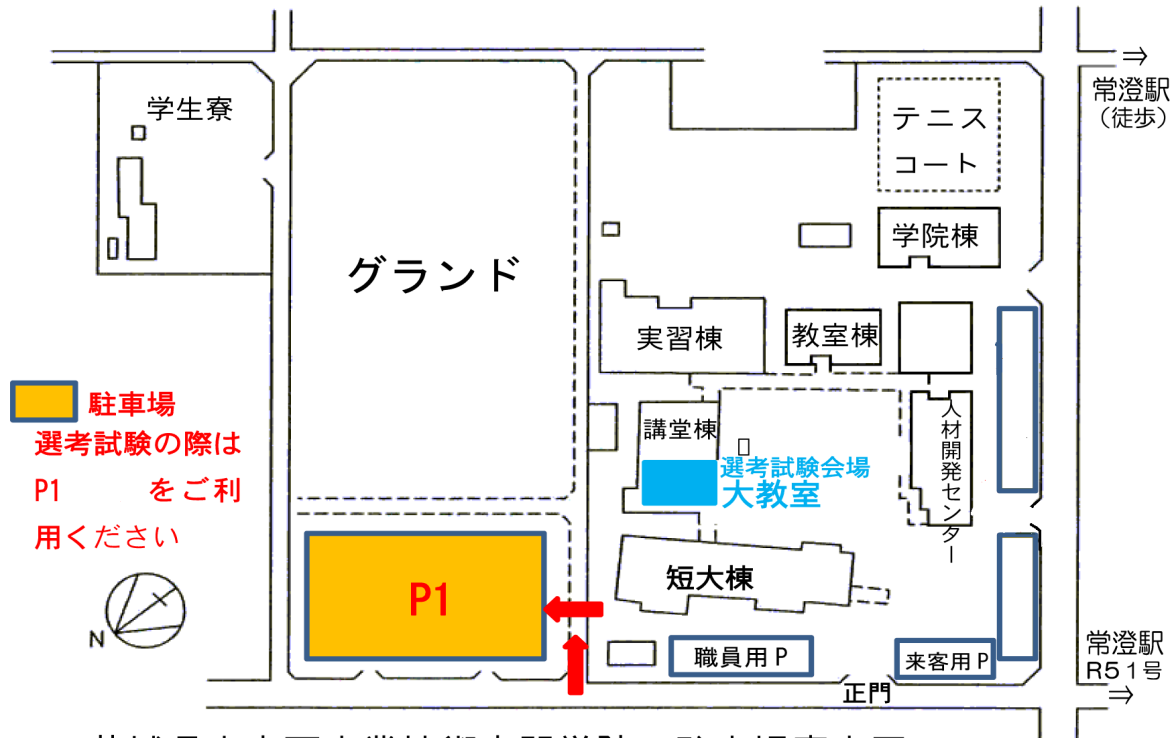 学生寮
グランド
テニス
コート
⇒
常澄駅
（徒歩）
学院棟
実習棟
教室棟
駐車場
選考試験の際は
P1 をご利
用ください
講堂棟
人材開発センター
選考試験会場
大教室
P1
短大棟
N
職員用P
来客用P
正門
常澄駅
R51号
⇒